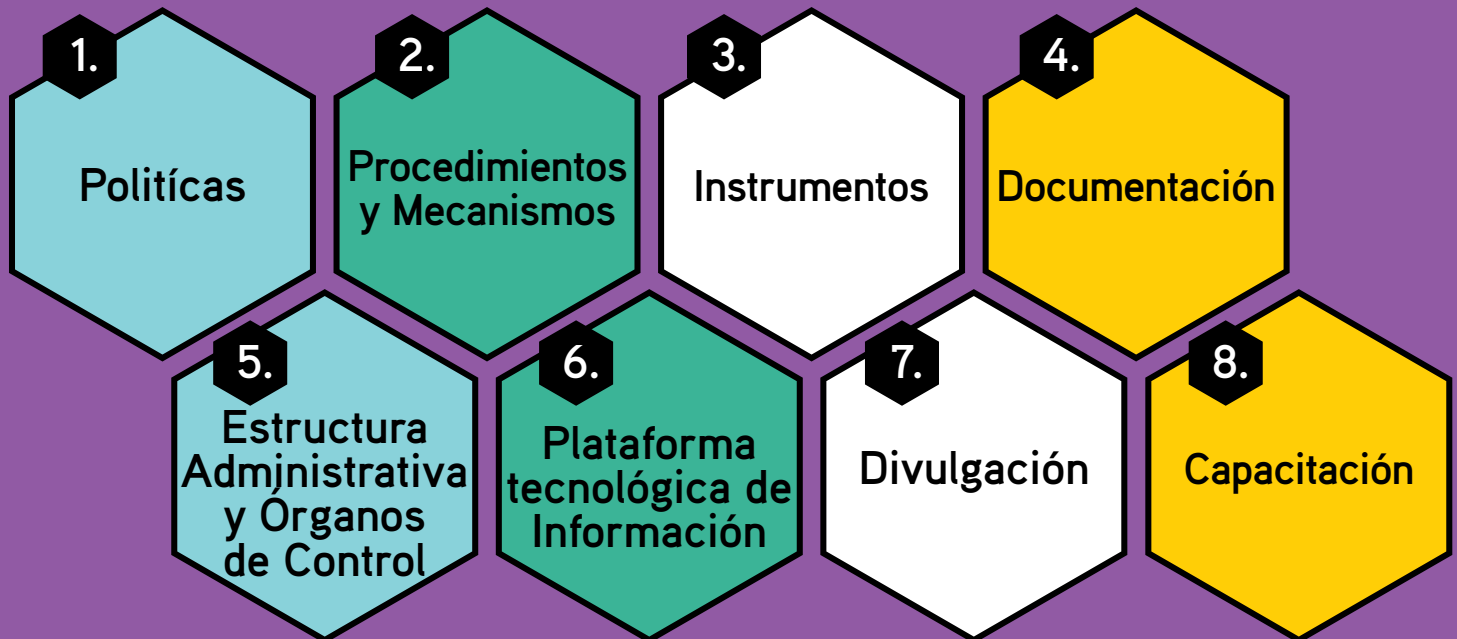 1.
Politícas
2.
Procedimientos
y Mecanismos
3.
Instrumentos
4.
Documentación
5.
Estructura
Administrativa
y Órganos
de Control
6.
Plataforma
tecnológica de
Información
7.
Divulgación
8.
Capacitación